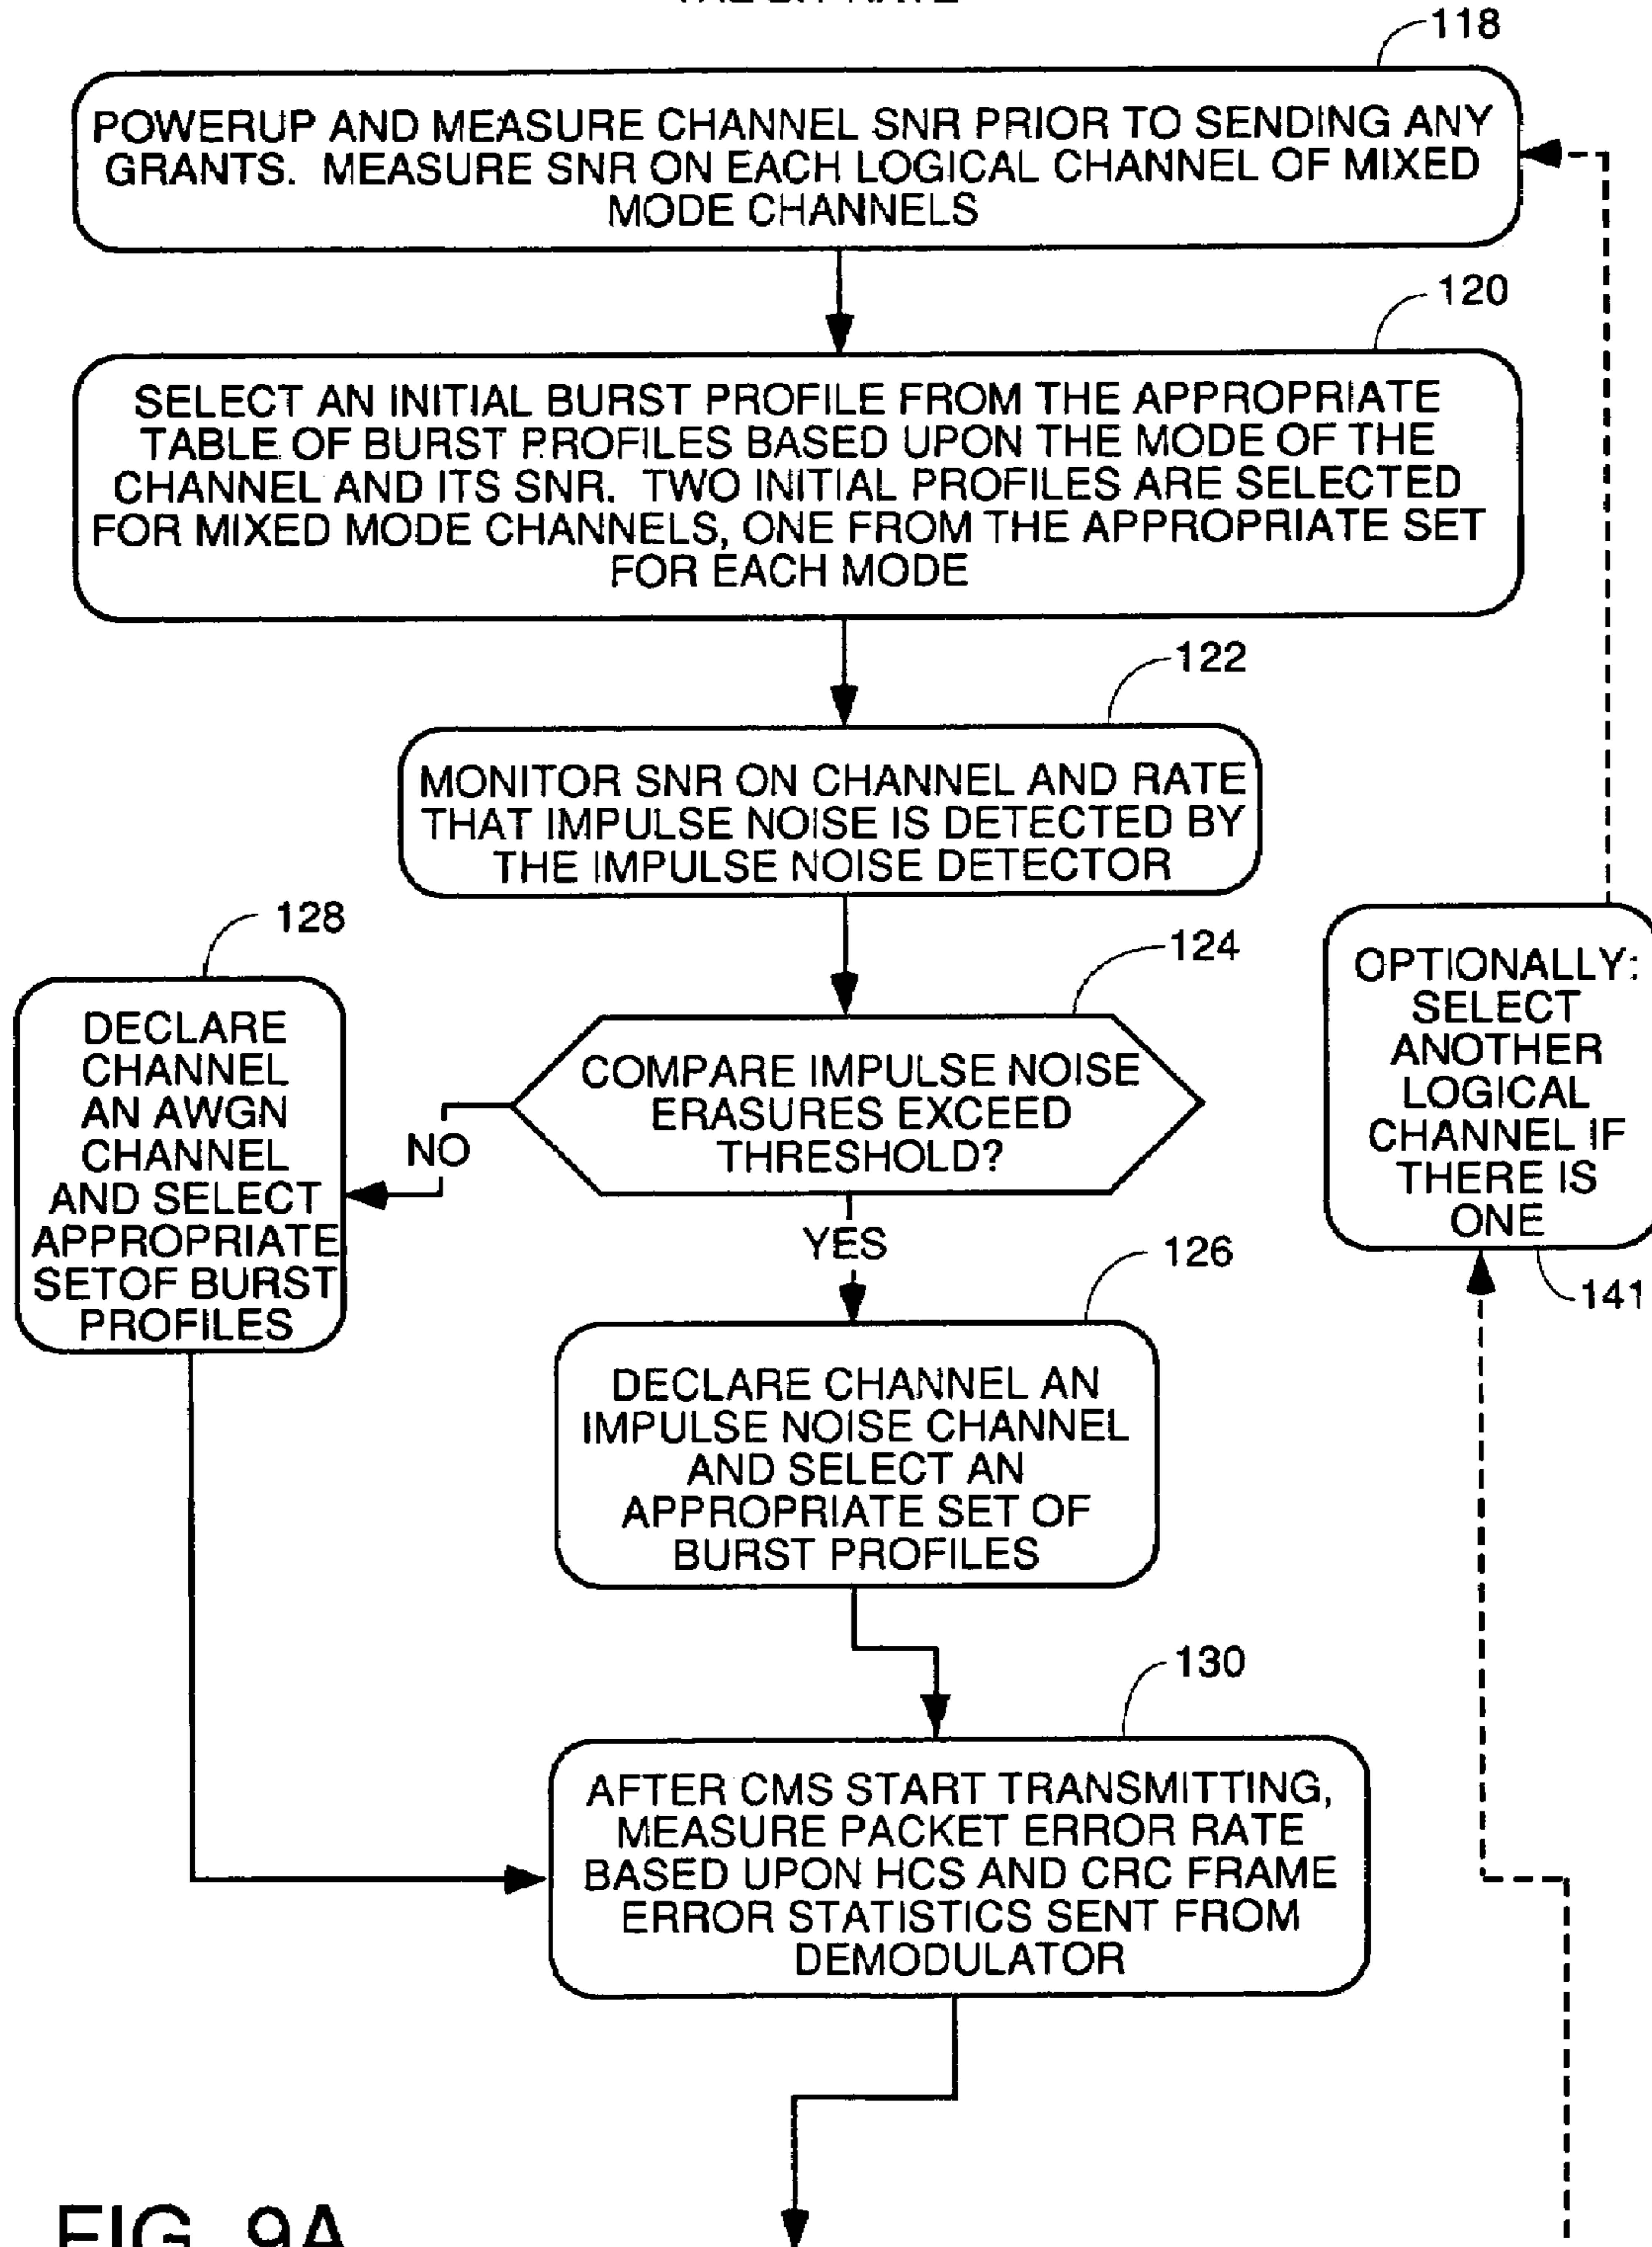 118
POWERUP AND MEASURE CHANNEL SNR PRIOR TO SENDING ANY
GRANTS. MEASURE SNR ON EACH LOGICAL CHANNEL OF MIXED
MODE CHANNELS
120
SELECT AN INITIAL BURST PROFILE FROM THE APPROPRIATE
TABLE OF BURST PROFILES BASED UPON THE MODE OF THE
CHANNEL AND ITS SNR. TWO INITIAL PROFILES ARE SELECTED
FOR MIXED MODE CHANNELS, ONE FROM THE APPROPRIATE SET
FOR EACH MODE
122
MONITOR SNR ON CHANNEL AND RATE
THAT IMPULSE NOISE IS DETECTED BY
THE IMPULSE NOISE DETECTOR
124
COMPARE IMPULSE NOISE
ERASURES EXCEED
THRESHOLD?
NO
128
DECLARE
CHANNEL
AN AWGN
CHANNEL
AND SELECT
APPROPRIATE
SETOF BURST
PROFILES
YES
126
DECLARE CHANNEL AN
IMPULSE NOISE CHANNEL
AND SELECT AN
APPROPRIATE SET OF
BURST PROFILES
OPTIONALLY:
SELECT
ANOTHER
LOGICAL
CHANNEL IF
THERE IS
ONE
141
130
AFTER CMS START TRANSMITTING,
MEASURE PACKET ERROR RATE
BASED UPON HCS AND CRC FRAME
ERROR STATISTICS SENT FROM
DEMODULATOR
FIG. 9A